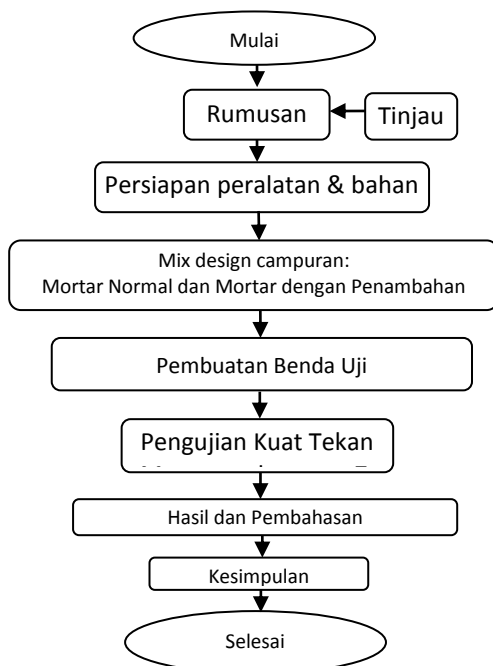 Mulai
Rumusan
Tinjau
Persiapan peralatan & bahan
Mix design campuran:
Mortar Normal dan Mortar dengan Penambahan
Pembuatan Benda Uji
Pengujian Kuat Tekan
Hasil dan Pembahasan
Kesimpulan
Selesai